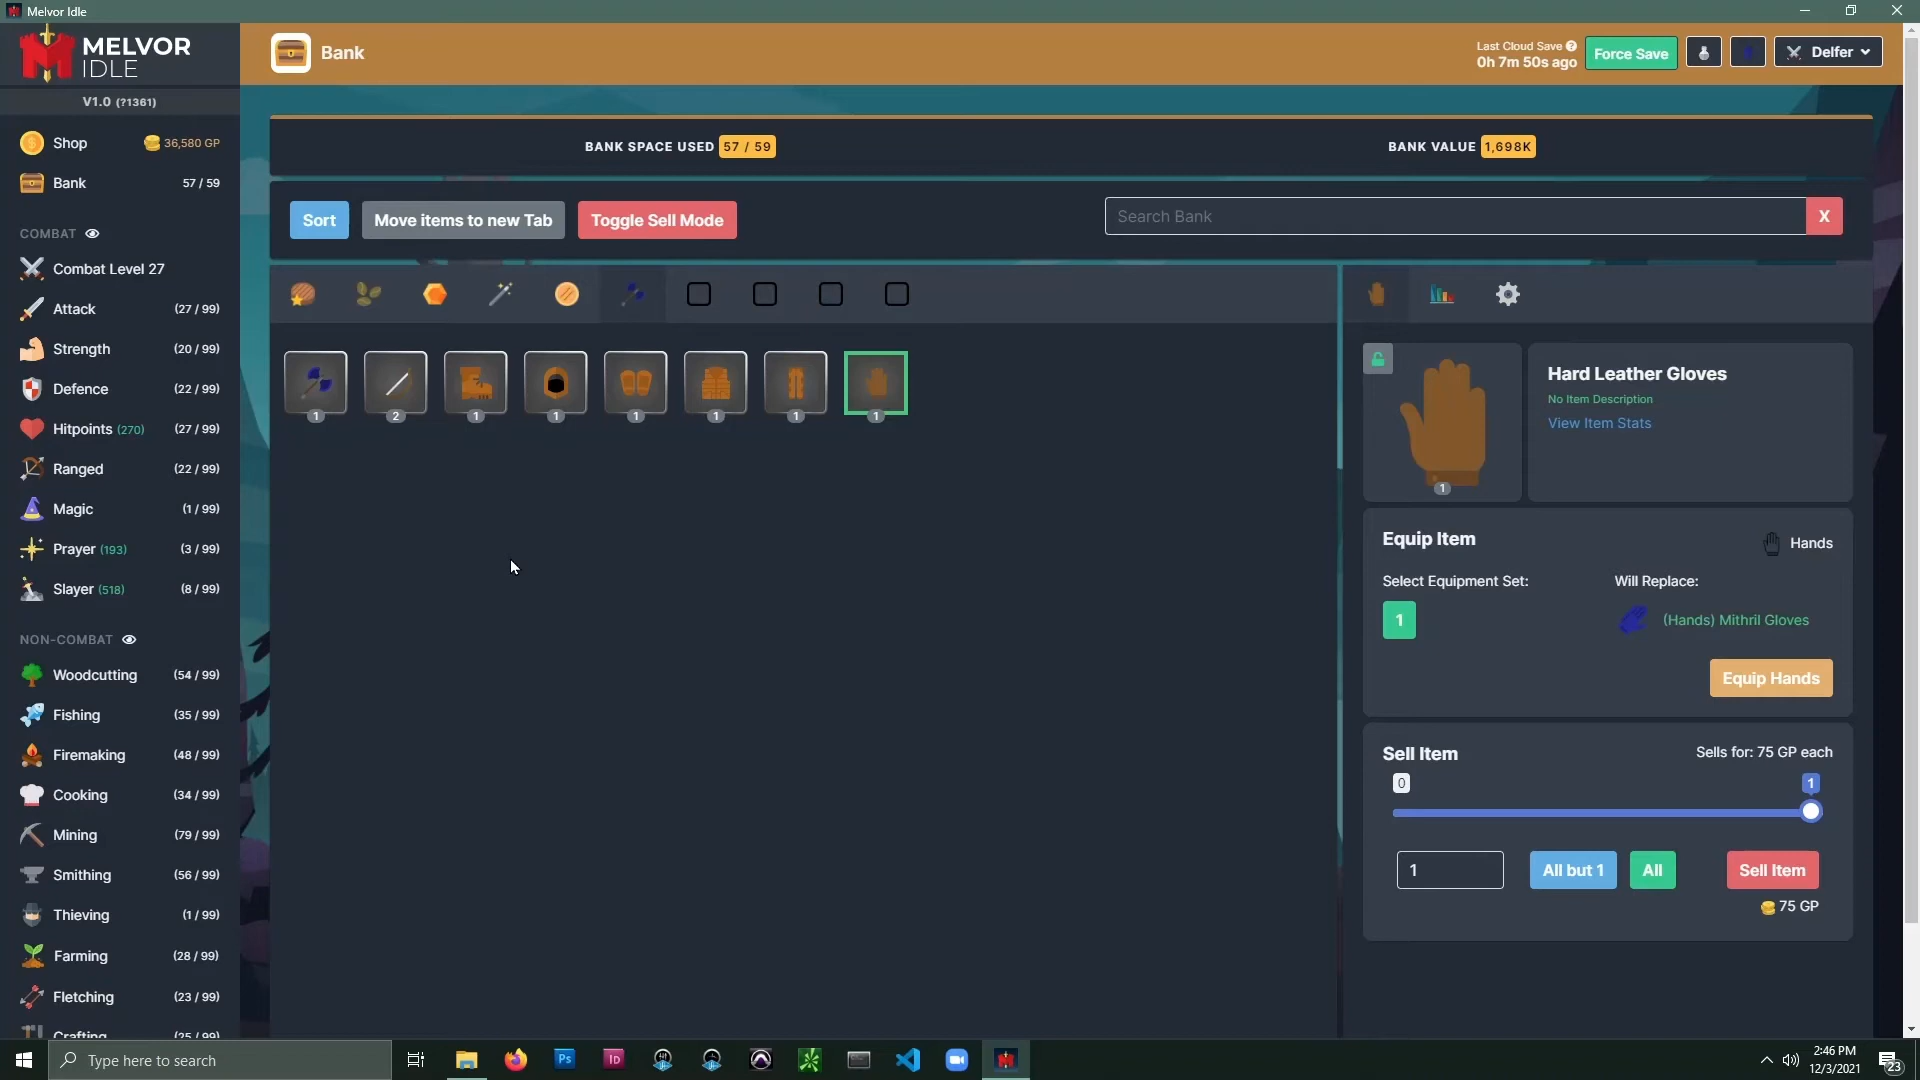 Melvor Idle
MELVOR
IDLE
V1.0 (?1361)
Shop 36,580 GP
Bank 57 / 59
COMBAT
Combat Level 27
Attack (27 / 99)
Strength (20 / 99)
Defence (22 / 99)
Hitpoints (270) (27 / 99)
Ranged (22 / 99)
Magic (1 / 99)
Prayer (193) (3 / 99)
Slayer (518) (8 / 99)
NON-COMBAT
Woodcutting (54 / 99)
Fishing (35 / 99)
Firemaking (48 / 99)
Cooking (34 / 99)
Mining (79 / 99)
Smithing (56 / 99)
Thieving (1 / 99)
Farming (28 / 99)
Fletching (23 / 99)
Crafting (25 / 99)
Bank
Last Cloud Save ?
0h 7m 50s ago
Force Save
Delfer
BANK SPACE USED 57 / 59
BANK VALUE 1,698K
Sort
Move items to new Tab
Toggle Sell Mode
Search Bank
X
1 2 1 1 1 1 1 1
1
Hard Leather Gloves
No Item Description
View Item Stats
Equip Item
Hands
Select Equipment Set:
Will Replace:
1
(Hands) Mithril Gloves
Equip Hands
Sell Item
Sells for: 75 GP each
0
1
1
All but 1
All
Sell Item
75 GP
Type here to search
Ps
ID
2:46 PM
12/3/2021
23